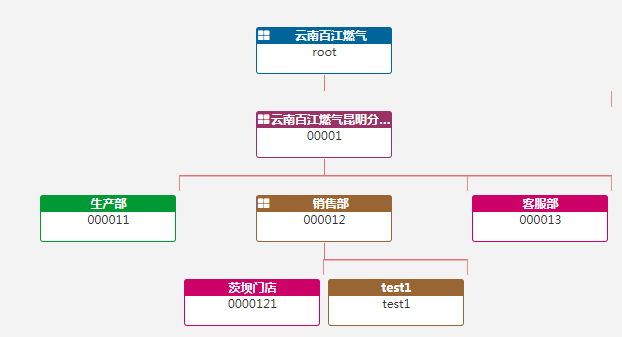 云南百江燃气
root
云南百江燃气昆明分...
00001
生产部
000011
销售部
000012
客服部
000013
茨坝门店
0000121
test1
test1